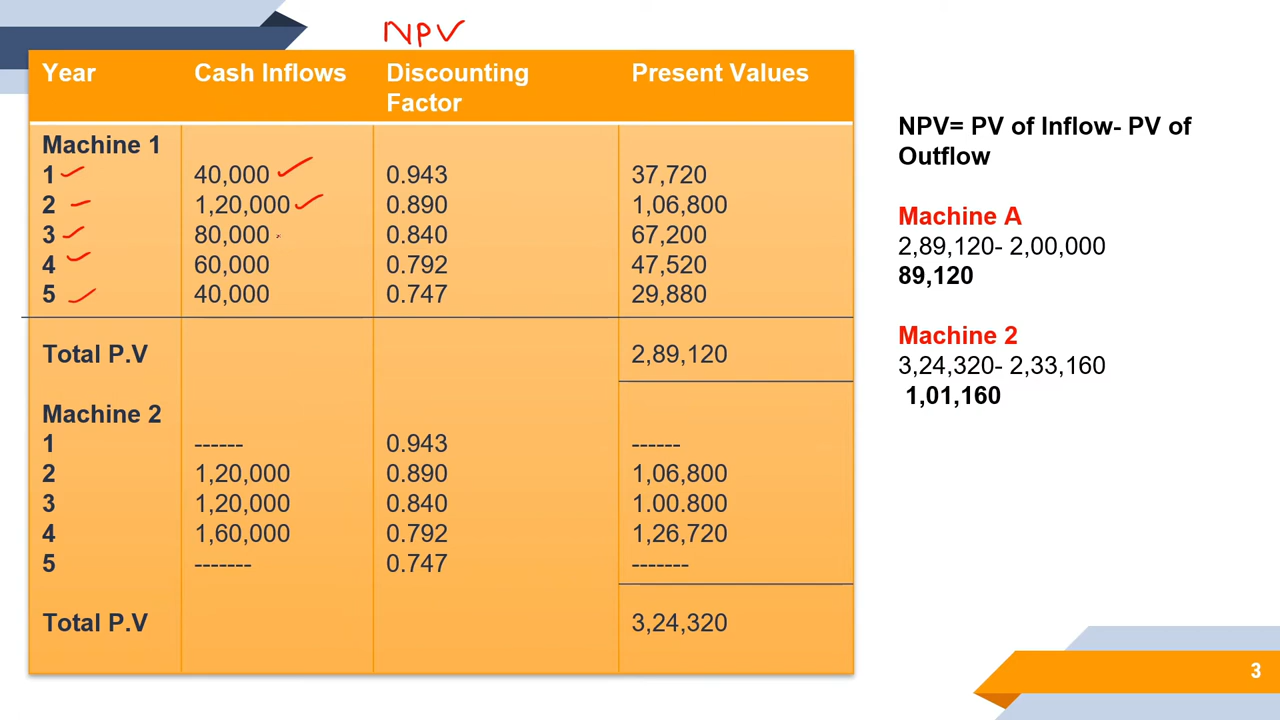 NPV
Year Cash Inflows Discounting Factor Present Values
Machine 1
1 40,000 0.943 37,720
2 1,20,000 0.890 1,06,800
3 80,000 0.840 67,200
4 60,000 0.792 47,520
5 40,000 0.747 29,880
Total P.V 2,89,120
Machine 2
1 ------ 0.943 ------
2 1,20,000 0.890 1,06,800
3 1,20,000 0.840 1.00.800
4 1,60,000 0.792 1,26,720
5 ------- 0.747 -------
Total P.V 3,24,320
NPV= PV of Inflow- PV of
Outflow
Machine A
2,89,120- 2,00,000
89,120
Machine 2
3,24,320- 2,33,160
1,01,160
3